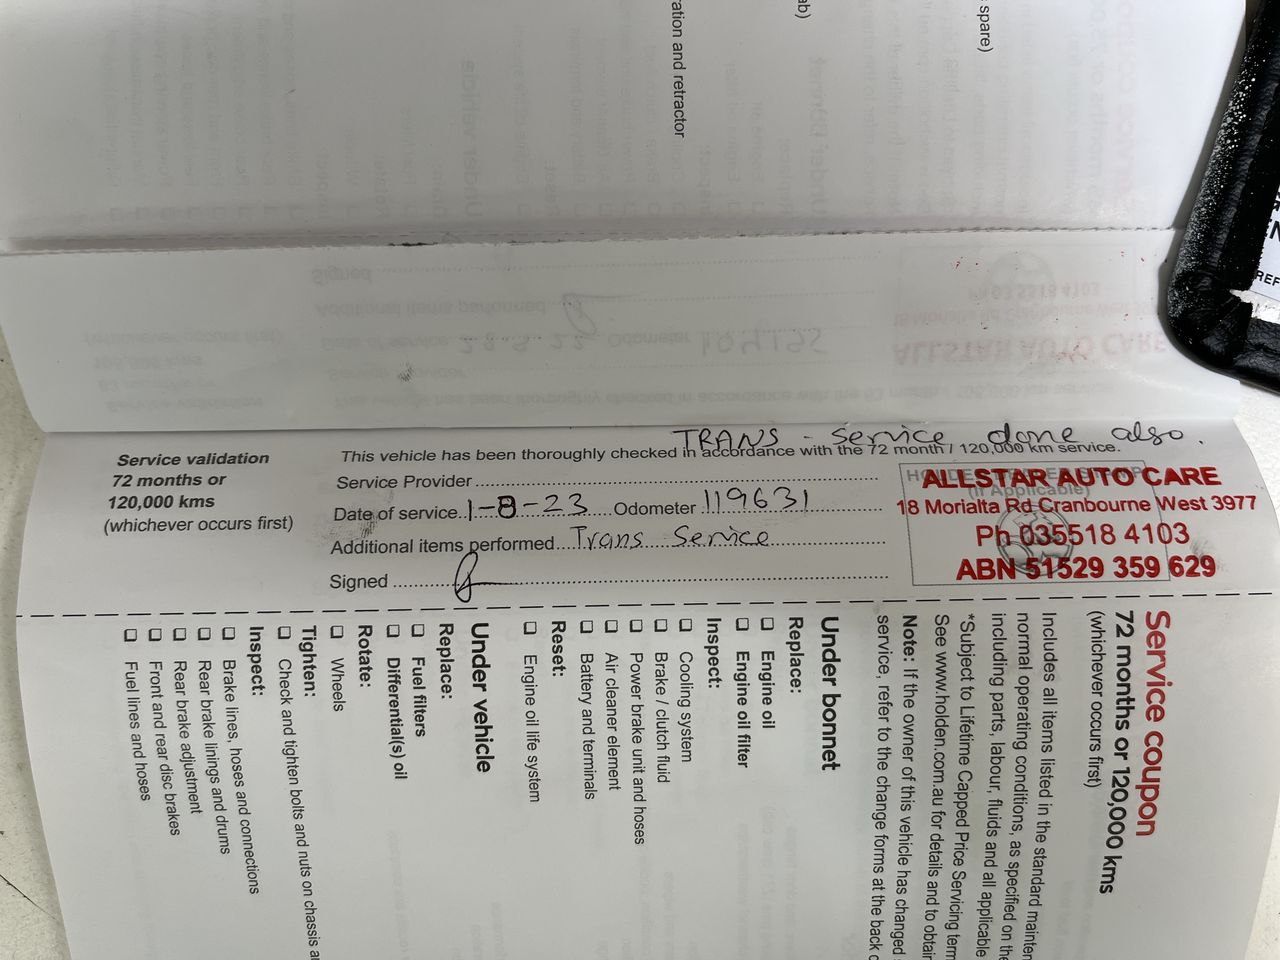 ration and retractor
ab)
spare)
TRANS - Service done also.
Service validation
72 months or
120,000 kms
(whichever occurs first)
This vehicle has been thoroughly checked in accordance with the 72 month / 120,000 km service.
Service Provider
Date of service 1-8-23 Odometer 119631
Additional items performed Trans Service
Signed
HOLDEN
(If Applicable)
ALLSTAR AUTO CARE
18 Morialta Rd Cranbourne West 3977
Ph 035518 4103
ABN 51529 359 629
Service coupon
72 months or 120,000 kms
(whichever occurs first)
Includes all items listed in the standard mainten
normal operating conditions, as specified on the
including parts, labour, fluids and all applicable
*Subject to Lifetime Capped Price Servicing term
See www.holden.com.au for details and to obtain
Note: If the owner of this vehicle has changed
service, refer to the change forms at the back o
Under bonnet
Replace:
☐ Engine oil
☐ Engine oil filter
Inspect:
☐ Cooling system
☐ Brake / clutch fluid
☐ Power brake unit and hoses
☐ Air cleaner element
☐ Battery and terminals
Reset:
☐ Engine oil life system
Under vehicle
Replace:
☐ Fuel filters
☐ Differential(s) oil
Rotate:
☐ Wheels
Tighten:
☐ Check and tighten bolts and nuts on chassis a
Inspect:
☐ Brake lines, hoses and connections
☐ Rear brake linings and drums
☐ Rear brake adjustment
☐ Front and rear disc brakes
☐ Fuel lines and hoses